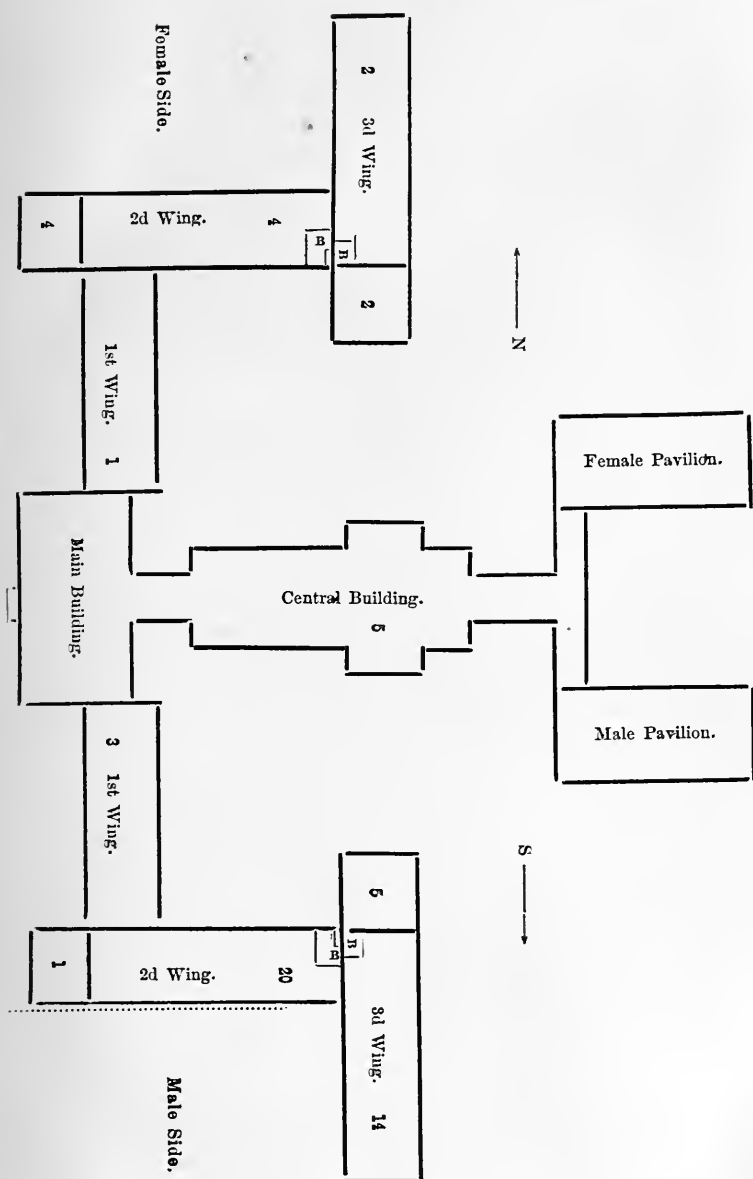 Female Side.
2
3d Wing.
2
4
2d Wing.
4
B
B
1st Wing.
1
N
Female Pavilion.
Main Building.
Central Building.
5
Male Pavilion.
3
1st Wing.
S
1
2d Wing.
20
B
B
5
3d Wing.
14
Male Side.